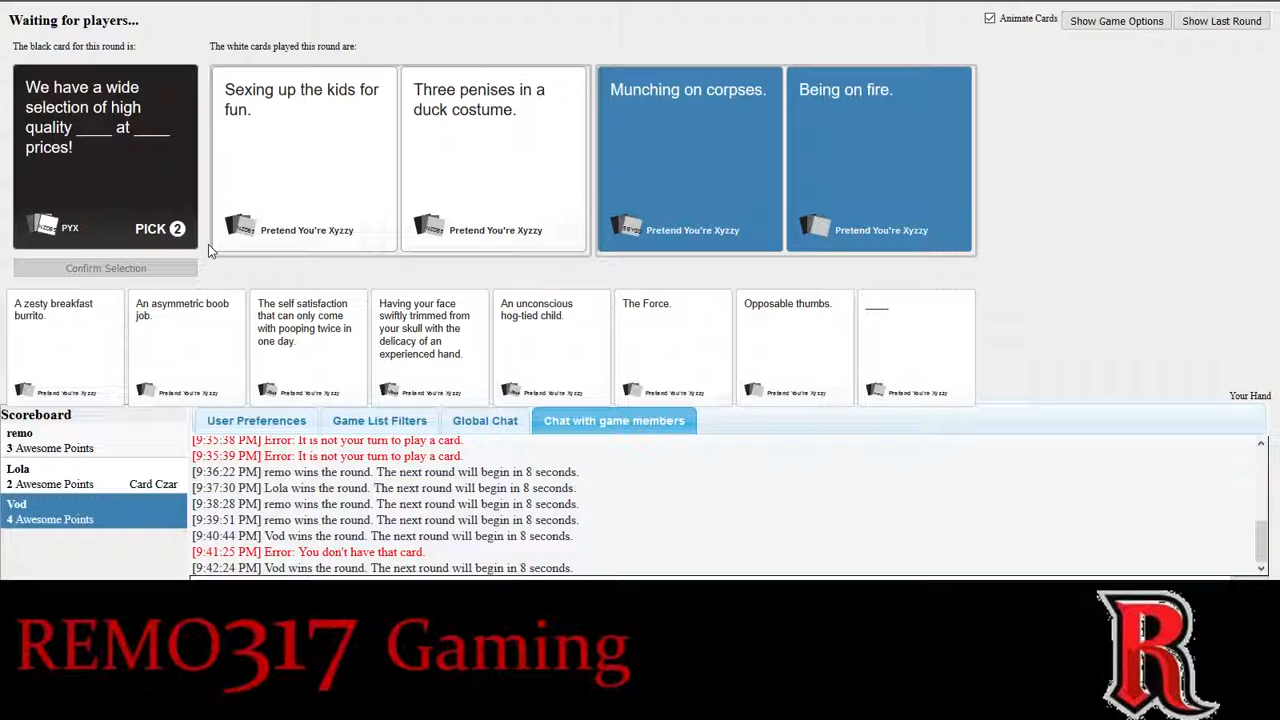 Waiting for players...
Animate Cards
Show Game Options
Show Last Round
The black card for this round is:
The white cards played this round are:
We have a wide
selection of high
quality ____ at ____
prices!
PYX
PICK 2
Sexing up the kids for
fun.
Pretend You're Xyzzy
Three penises in a
duck costume.
Pretend You're Xyzzy
Munching on corpses.
Pretend You're Xyzzy
Being on fire.
Pretend You're Xyzzy
Confirm Selection
A zesty breakfast
burrito.
Pretend You're Xyzzy
An asymmetric boob
job.
Pretend You're Xyzzy
The self satisfaction
that can only come
with pooping twice in
one day.
Pretend You're Xyzzy
Having your face
swiftly trimmed from
your skull with the
delicacy of an
experienced hand.
Pretend You're Xyzzy
An unconscious
hog-tied child.
Pretend You're Xyzzy
The Force.
Pretend You're Xyzzy
Opposable thumbs.
Pretend You're Xyzzy
____
Pretend You're Xyzzy
Your Hand
Scoreboard
remo
3 Awesome Points
Lola
2 Awesome Points Card Czar
Vod
4 Awesome Points
User Preferences
Game List Filters
Global Chat
Chat with game members
[9:35:38 PM] Error: It is not your turn to play a card.
[9:35:39 PM] Error: It is not your turn to play a card.
[9:36:22 PM] remo wins the round. The next round will begin in 8 seconds.
[9:37:30 PM] Lola wins the round. The next round will begin in 8 seconds.
[9:38:28 PM] remo wins the round. The next round will begin in 8 seconds.
[9:39:51 PM] remo wins the round. The next round will begin in 8 seconds.
[9:40:44 PM] Vod wins the round. The next round will begin in 8 seconds.
[9:41:25 PM] Error: You don't have that card.
[9:42:24 PM] Vod wins the round. The next round will begin in 8 seconds.
REMO317 Gaming
R